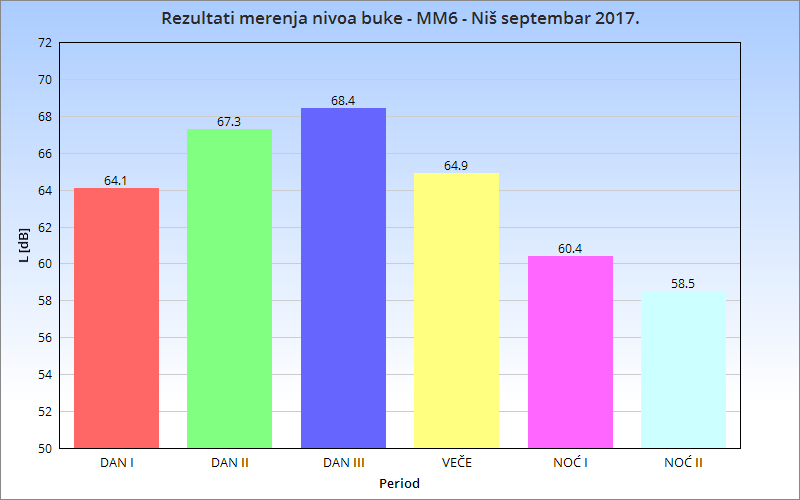 Rezultati merenja nivoa buke - MM6 - Niš septembar 2017.
72
70
68
66
64
62
60
58
56
54
52
50
L [dB]
64.1
67.3
68.4
64.9
60.4
58.5
DAN I
DAN II
DAN III
VEČE
NOĆ I
NOĆ II
Period